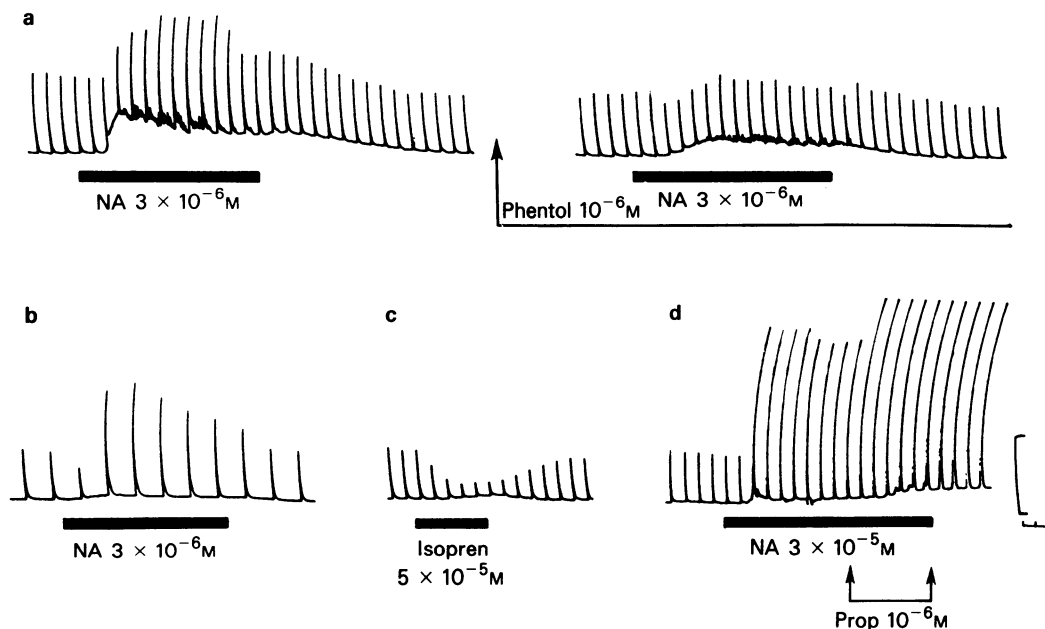 a
NA 3 × 10⁻⁶M
Phentol 10⁻⁶M
NA 3 × 10⁻⁶M
b
c
d
NA 3 × 10⁻⁶M
Isopren
5 × 10⁻⁵M
NA 3 × 10⁻⁵M
Prop 10⁻⁶M